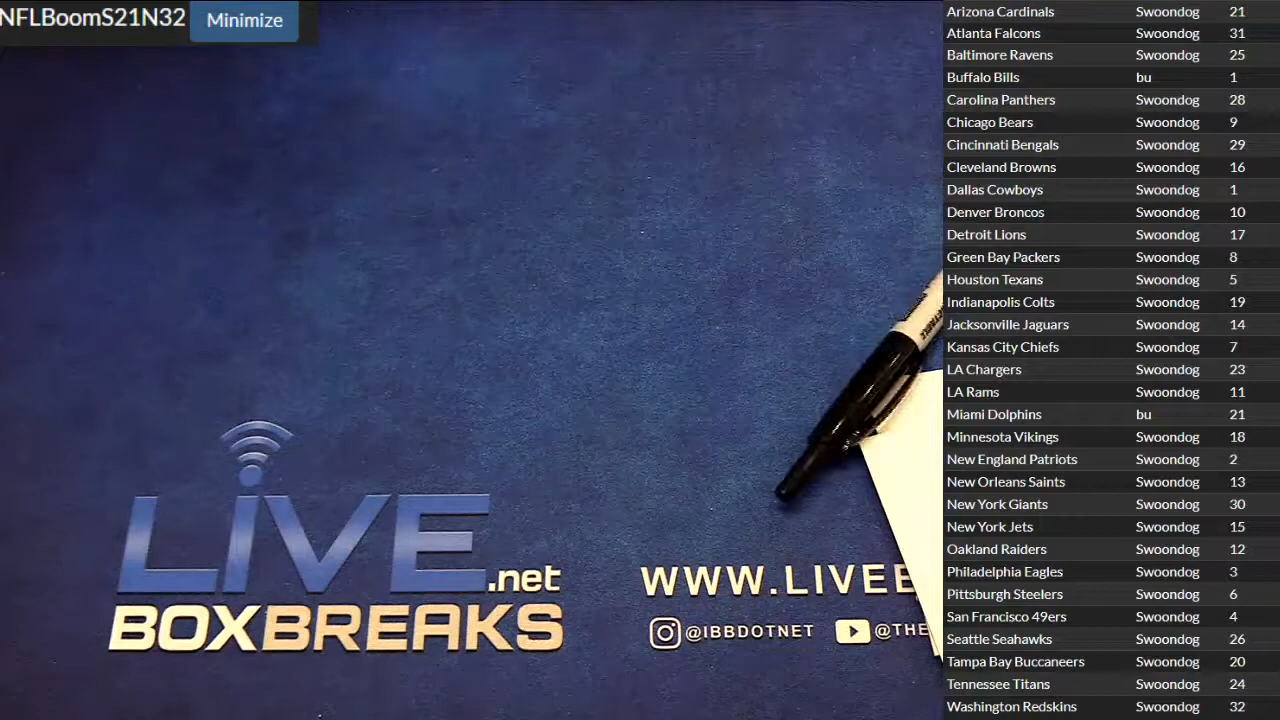 NFLBoomS21N32 Minimize
LiVE.net
BOXBREAKS
WWW.LIVE
@IBBDOTNET @THE
Arizona Cardinals Swoondog 21
Atlanta Falcons Swoondog 31
Baltimore Ravens Swoondog 25
Buffalo Bills bu 1
Carolina Panthers Swoondog 28
Chicago Bears Swoondog 9
Cincinnati Bengals Swoondog 29
Cleveland Browns Swoondog 16
Dallas Cowboys Swoondog 1
Denver Broncos Swoondog 10
Detroit Lions Swoondog 17
Green Bay Packers Swoondog 8
Houston Texans Swoondog 5
Indianapolis Colts Swoondog 19
Jacksonville Jaguars Swoondog 14
Kansas City Chiefs Swoondog 7
LA Chargers Swoondog 23
LA Rams Swoondog 11
Miami Dolphins bu 21
Minnesota Vikings Swoondog 18
New England Patriots Swoondog 2
New Orleans Saints Swoondog 13
New York Giants Swoondog 30
New York Jets Swoondog 15
Oakland Raiders Swoondog 12
Philadelphia Eagles Swoondog 3
Pittsburgh Steelers Swoondog 6
San Francisco 49ers Swoondog 4
Seattle Seahawks Swoondog 26
Tampa Bay Buccaneers Swoondog 20
Tennessee Titans Swoondog 24
Washington Redskins Swoondog 32